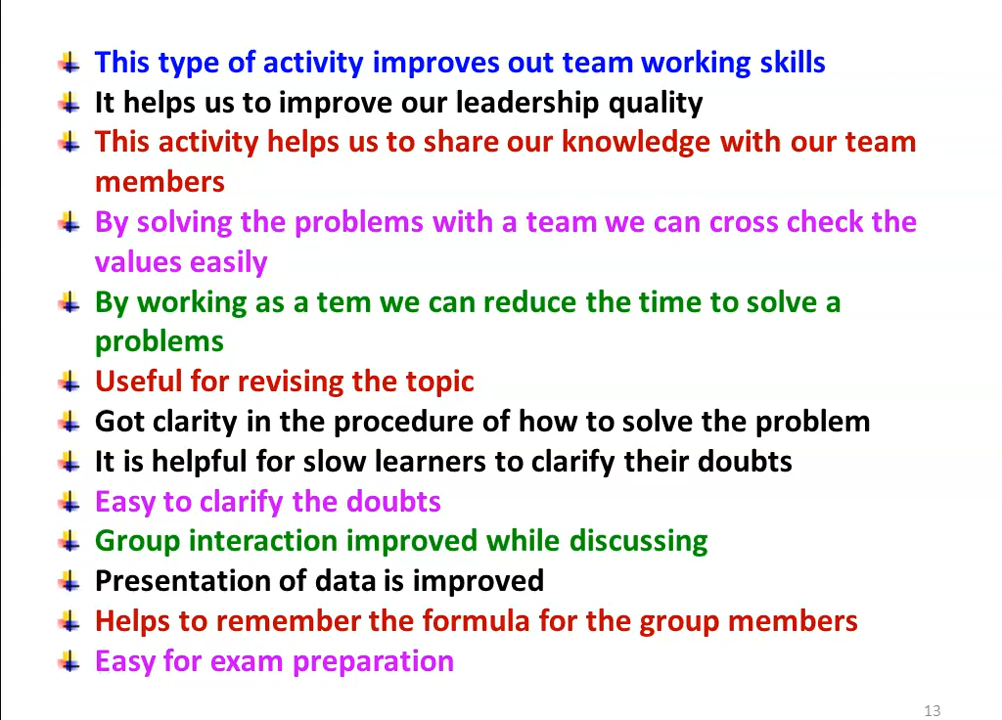 This type of activity improves out team working skills
It helps us to improve our leadership quality
This activity helps us to share our knowledge with our team
members
By solving the problems with a team we can cross check the
values easily
By working as a tem we can reduce the time to solve a
problems
Useful for revising the topic
Got clarity in the procedure of how to solve the problem
It is helpful for slow learners to clarify their doubts
Easy to clarify the doubts
Group interaction improved while discussing
Presentation of data is improved
Helps to remember the formula for the group members
Easy for exam preparation
13